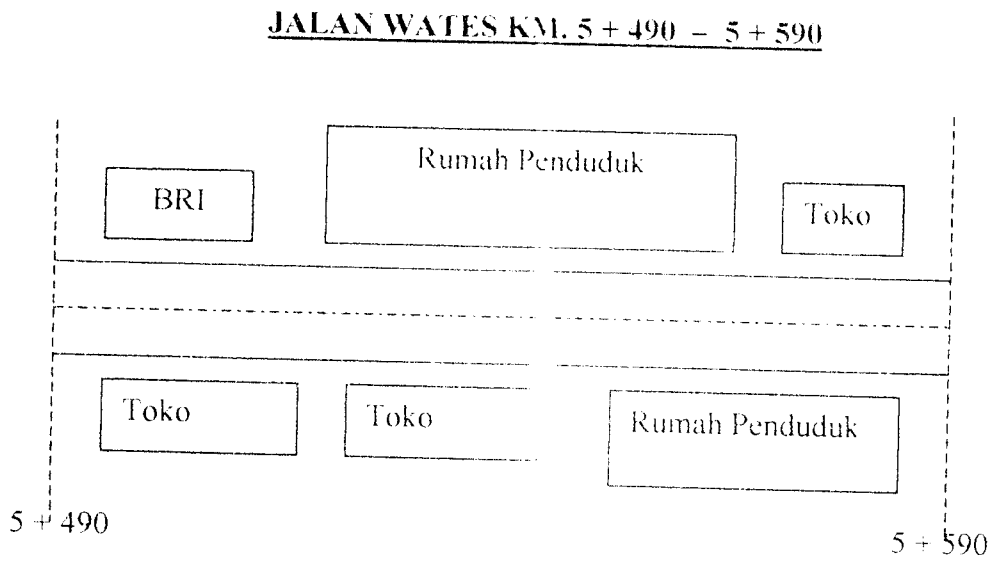 JALAN WATES KM. 5 + 490 – 5 + 590
Rumah Penduduk
BRI
Toko
Toko
Toko
Rumah Penduduk
5 + 490
5 + 590